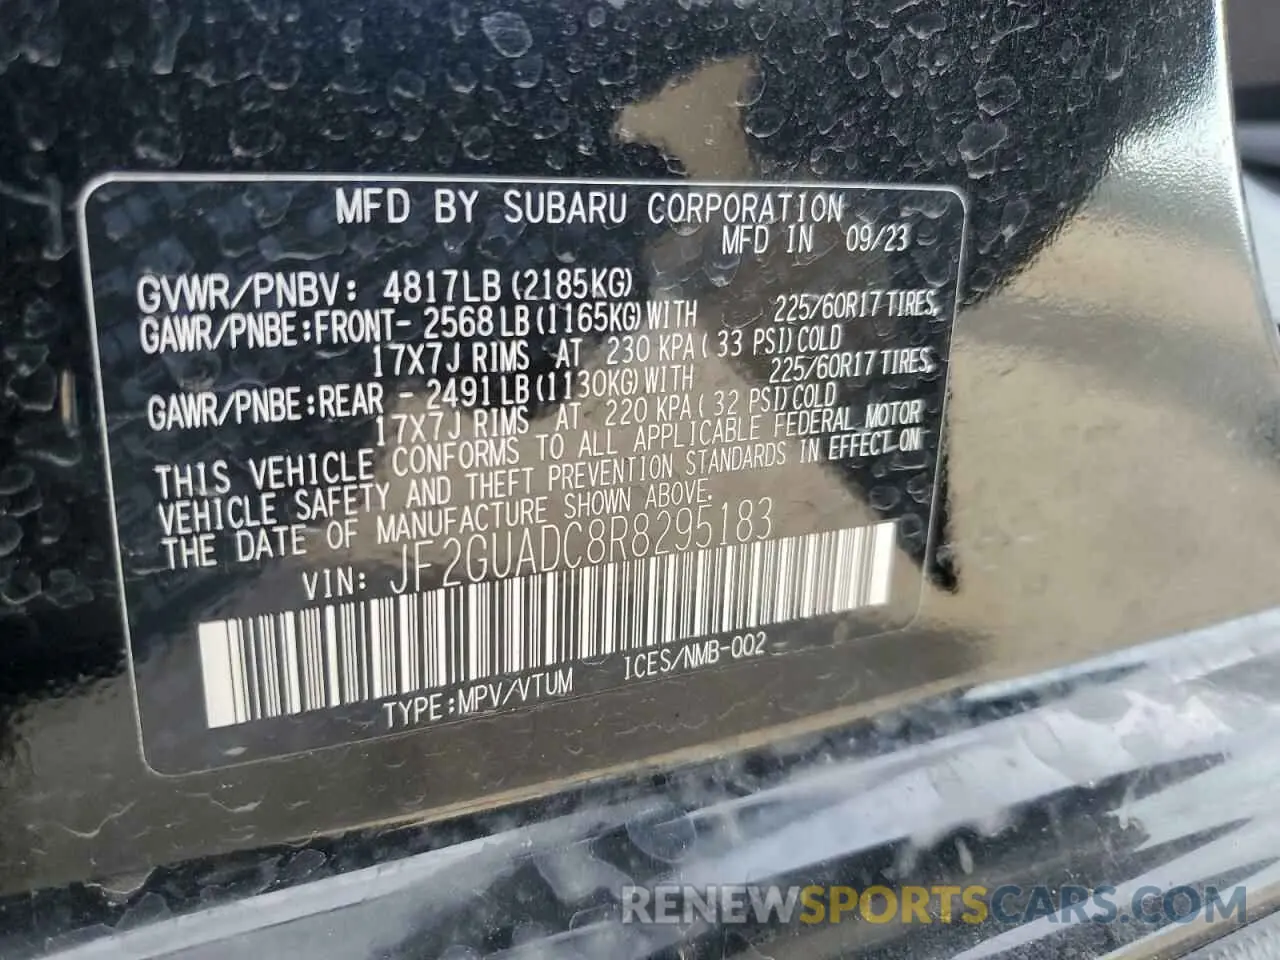 MFD BY SUBARU CORPORATION
MFD IN 09/23
GVWR/PNBV: 4817LB (2185KG)
GAWR/PNBE:FRONT- 2568LB(1165KG)WITH 225/60R17 TIRES,
17X7J RIMS AT 230 KPA( 33 PSI)COLD
GAWR/PNBE:REAR - 2491LB(1130KG)WITH 225/60R17 TIRES,
17X7J RIMS AT 220 KPA( 32 PSI)COLD
THIS VEHICLE CONFORMS TO ALL APPLICABLE FEDERAL MOTOR
VEHICLE SAFETY AND THEFT PREVENTION STANDARDS IN EFFECT ON
THE DATE OF MANUFACTURE SHOWN ABOVE.
VIN: JF2GUADC8R8295183
TYPE:MPV/VTUM ICES/NMB-002
RENEWSPORTSCARS.COM